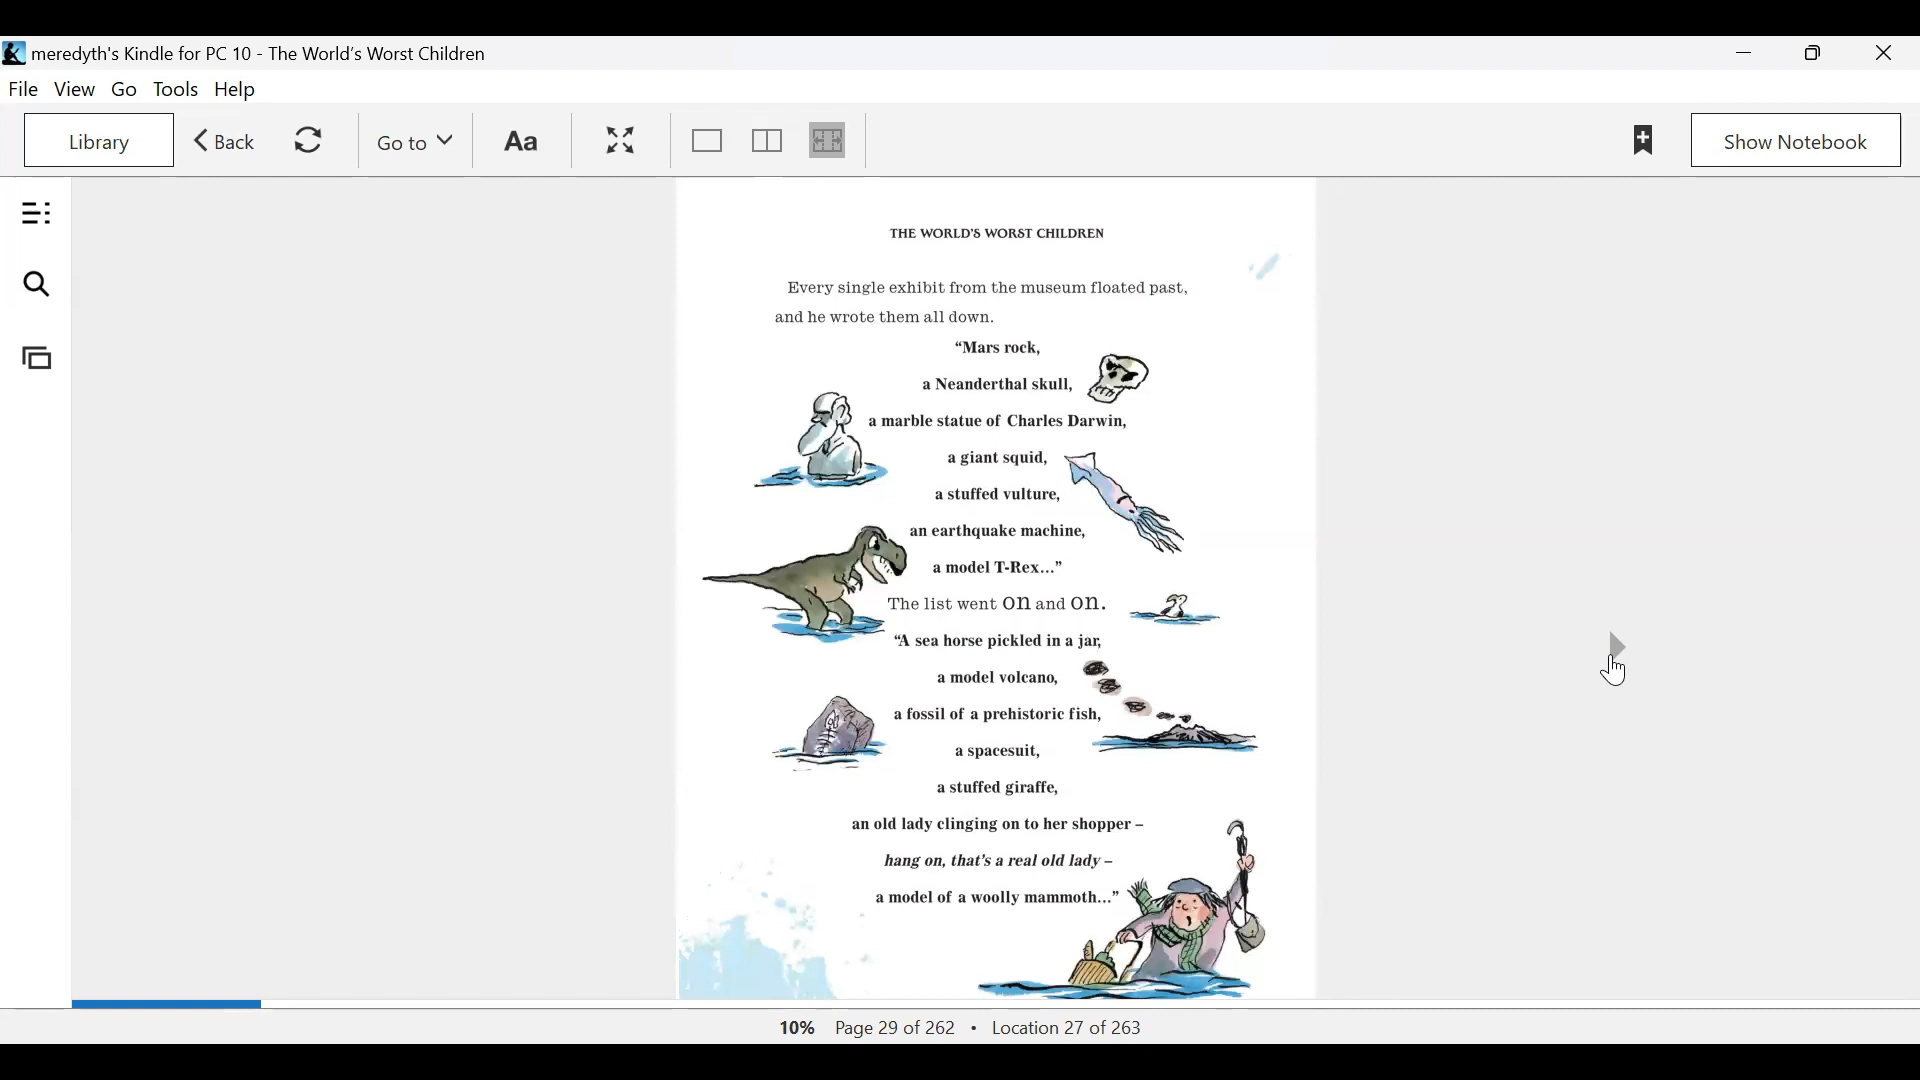 meredyth's Kindle for PC 10 - The World's Worst Children
File View Go Tools Help
Library Back Go to Aa Show Notebook
THE WORLD'S WORST CHILDREN
Every single exhibit from the museum floated past,
and he wrote them all down.
“Mars rock,
a Neanderthal skull,
a marble statue of Charles Darwin,
a giant squid,
a stuffed vulture,
an earthquake machine,
a model T-Rex...”
The list went on and on.
“A sea horse pickled in a jar,
a model volcano,
a fossil of a prehistoric fish,
a spacesuit,
a stuffed giraffe,
an old lady clinging on to her shopper –
hang on, that’s a real old lady –
a model of a woolly mammoth...”
10% Page 29 of 262 • Location 27 of 263